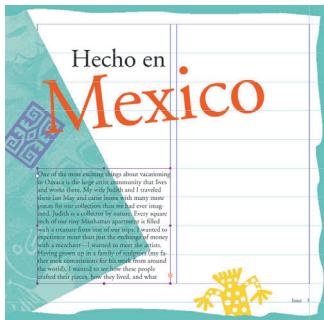 Hecho en
Mexico
One of the most exciting things about vacationing
in Oaxaca is the large artist community that lives
and works there. My wife Judith and I traveled
there last May and came home with many more
pieces for our collection than we had ever imag-
ined. Judith is a collector by nature. Every square
inch of our tiny Manhattan apartment is filled
with a treasure from one of our trips. I wanted to
experience more than just the exchange of money
with a merchant—I wanted to meet the artists.
Having grown up in a family of sculptors (my fa-
ther took commissions for his work from around
the world), I wanted to see how these people
crafted their pieces, how they lived, and what
Issue